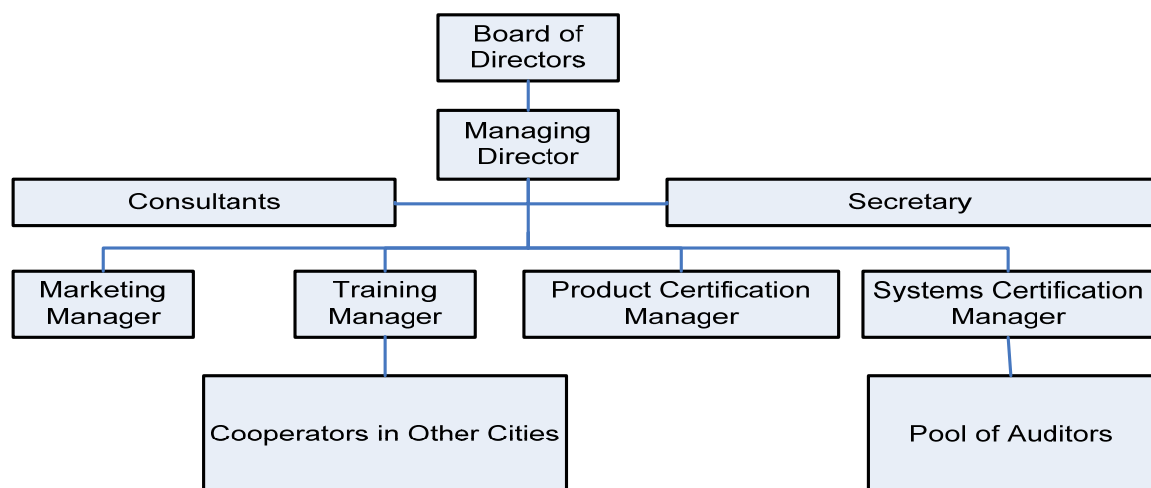 Board of
Directors
Managing
Director
Consultants
Secretary
Marketing
Manager
Training
Manager
Product Certification
Manager
Systems Certification
Manager
Cooperators in Other Cities
Pool of Auditors